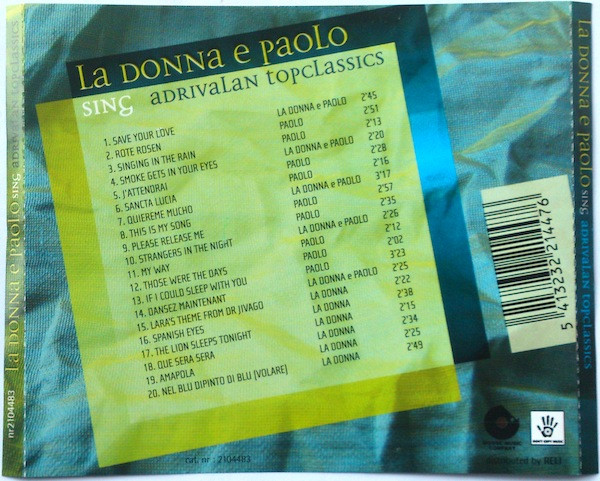 La DONNa e PaOLO
SING aDRIVaLaN tOPCLaSSICS
1. SAVE YOUR LOVE LA DONNA e PAOLO 2'45
2. ROTE ROSEN PAOLO 2'51
3. SINGING IN THE RAIN PAOLO 2'13
4. SMOKE GETS IN YOUR EYES LA DONNA e PAOLO 2'20
5. J'ATTENDRAI PAOLO 2'28
6. SANCTA LUCIA PAOLO 2'16
7. QUIEREME MUCHO LA DONNA e PAOLO 3'17
8. THIS IS MY SONG PAOLO 2'57
9. PLEASE RELEASE ME PAOLO 2'35
10. STRANGERS IN THE NIGHT LA DONNA e PAOLO 2'26
11. MY WAY PAOLO 2'12
12. THOSE WERE THE DAYS PAOLO 2'02
13. IF I COULD SLEEP WITH YOU PAOLO 3'23
14. DANSEZ MAINTENANT LA DONNA e PAOLO 2'25
15. LARA'S THEME FROM DR JIVAGO LA DONNA 2'22
16. SPANISH EYES LA DONNA 2'38
17. THE LION SLEEPS TONIGHT LA DONNA 2'15
18. QUE SERA SERA LA DONNA 2'34
19. AMAPOLA LA DONNA 2'25
20. NEL BLU DIPINTO DI BLU (VOLARE) LA DONNA 2'49
5 413232 214476
cat. nr : 2104483
distributed by REC1
nr2104483 La DONNa e PaOLO SING aDRIVaLaN tOPCLaSSICS
La DONNa e PaOLO SING aDRIVaLaN tOPCLaSSICS